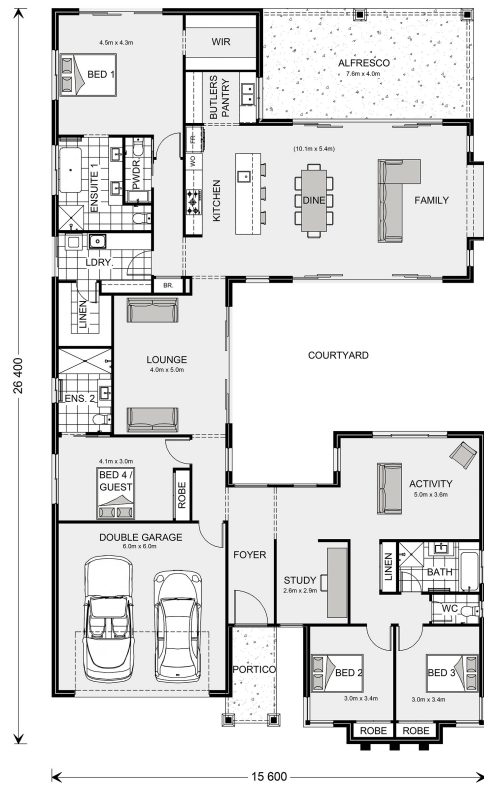 4.5m x 4.3m
BED 1
WIR
ALFRESCO
7.6m x 4.0m
BUTLERS
PANTRY
ENSUITE 1
PWDR
FR.
WO
KITCHEN
(10.1m x 5.4m)
DINE
FAMILY
LDRY.
LINEN
BR.
LOUNGE
4.0m x 5.0m
COURTYARD
ENS. 2
4.1m x 3.0m
BED 4 /
GUEST
ROBE
ACTIVITY
5.0m x 3.6m
DOUBLE GARAGE
6.0m x 6.0m
FOYER
STUDY
2.6m x 2.9m
LINEN
BATH
WC
PORTICO
BED 2
3.0m x 3.4m
BED 3
3.0m x 3.4m
ROBE
ROBE
26 400
15 600